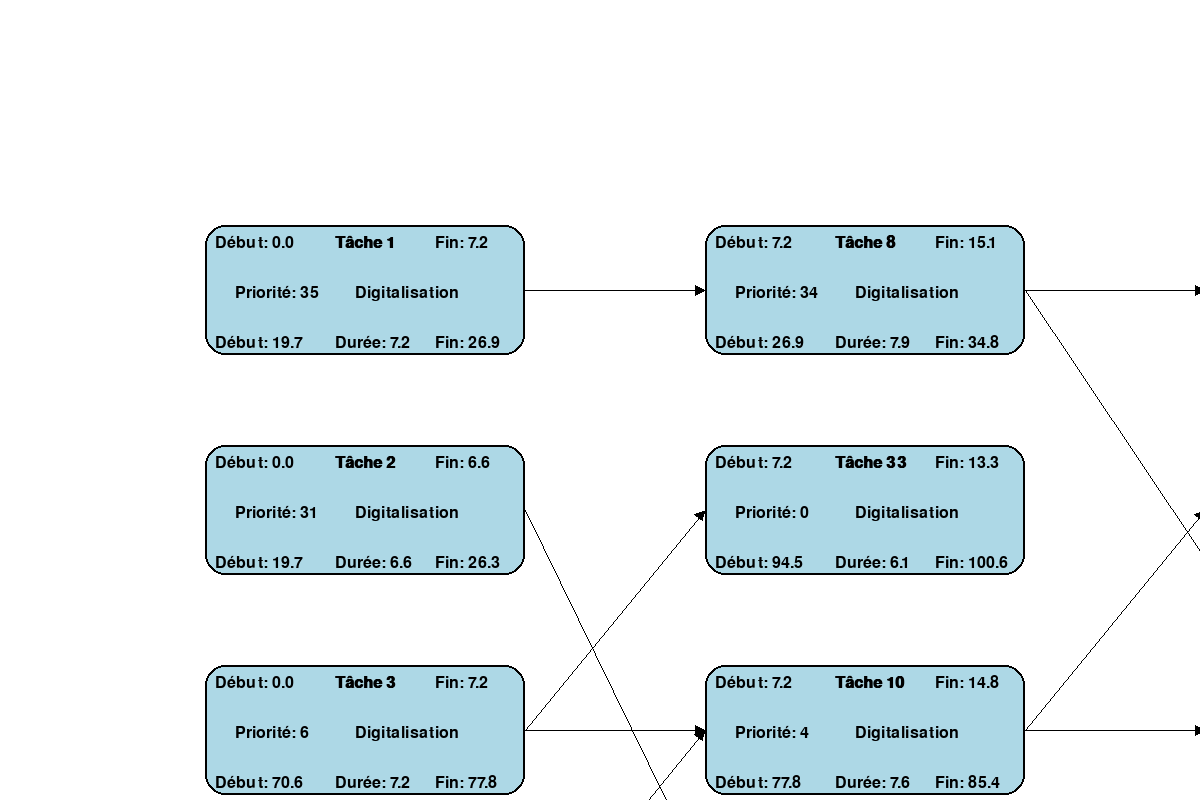 Début: 0.0 Tâche 1 Fin: 7.2
Priorité: 35 Digitalisation
Début: 19.7 Durée: 7.2 Fin: 26.9
Début: 7.2 Tâche 8 Fin: 15.1
Priorité: 34 Digitalisation
Début: 26.9 Durée: 7.9 Fin: 34.8
Début: 0.0 Tâche 2 Fin: 6.6
Priorité: 31 Digitalisation
Début: 19.7 Durée: 6.6 Fin: 26.3
Début: 7.2 Tâche 33 Fin: 13.3
Priorité: 0 Digitalisation
Début: 94.5 Durée: 6.1 Fin: 100.6
Début: 0.0 Tâche 3 Fin: 7.2
Priorité: 6 Digitalisation
Début: 70.6 Durée: 7.2 Fin: 77.8
Début: 7.2 Tâche 10 Fin: 14.8
Priorité: 4 Digitalisation
Début: 77.8 Durée: 7.6 Fin: 85.4